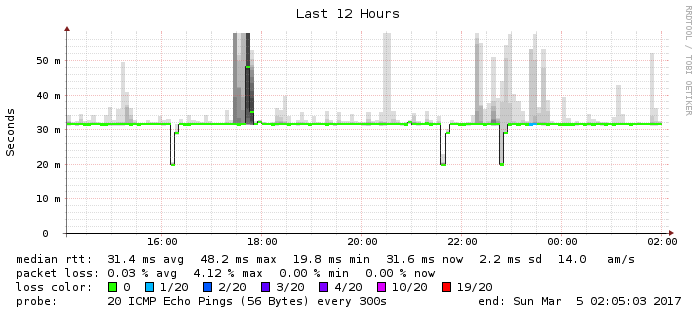 Last 12 Hours
RRDTOOL / TOBI OETIKER
Seconds
50 m
40 m
30 m
20 m
10 m
0
16:00 18:00 20:00 22:00 00:00 02:00
median rtt: 31.4 ms avg 48.2 ms max 19.8 ms min 31.6 ms now 2.2 ms sd 14.0 am/s
packet loss: 0.03 % avg 4.12 % max 0.00 % min 0.00 % now
loss color: 0 1/20 2/20 3/20 4/20 10/20 19/20
probe: 20 ICMP Echo Pings (56 Bytes) every 300s end: Sun Mar 5 02:05:03 2017